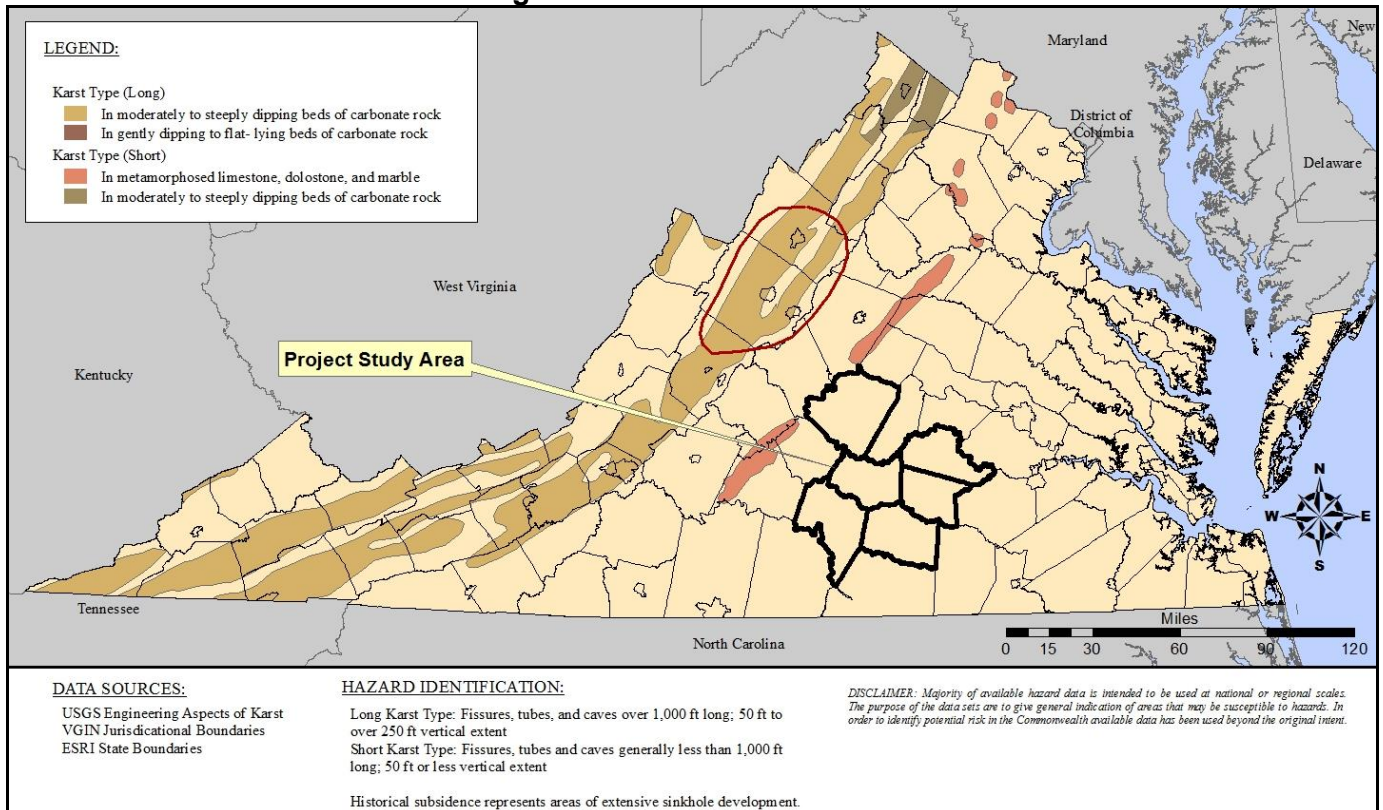 LEGEND:
Karst Type (Long)
In moderately to steeply dipping beds of carbonate rock
In gently dipping to flat- lying beds of carbonate rock
Karst Type (Short)
In metamorphosed limestone, dolostone, and marble
In moderately to steeply dipping beds of carbonate rock
Maryland
New
District of
Columbia
Delaware
West Virginia
Project Study Area
Kentucky
N
W
E
S
Tennessee
North Carolina
Miles
0 15 30 60 90 120
DATA SOURCES:
USGS Engineering Aspects of Karst
VGIN Jurisdicational Boundaries
ESRI State Boundaries
HAZARD IDENTIFICATION:
Long Karst Type: Fissures, tubes, and caves over 1,000 ft long; 50 ft to
over 250 ft vertical extent
Short Karst Type: Fissures, tubes and caves generally less than 1,000 ft
long; 50 ft or less vertical extent
Historical subsidence represents areas of extensive sinkhole development.
DISCLAIMER: Majority of available hazard data is intended to be used at national or regional scales.
The purpose of the data sets are to give general indication of areas that may be susceptible to hazards. In
order to identify potential risk in the Commonwealth available data has been used beyond the original intent.